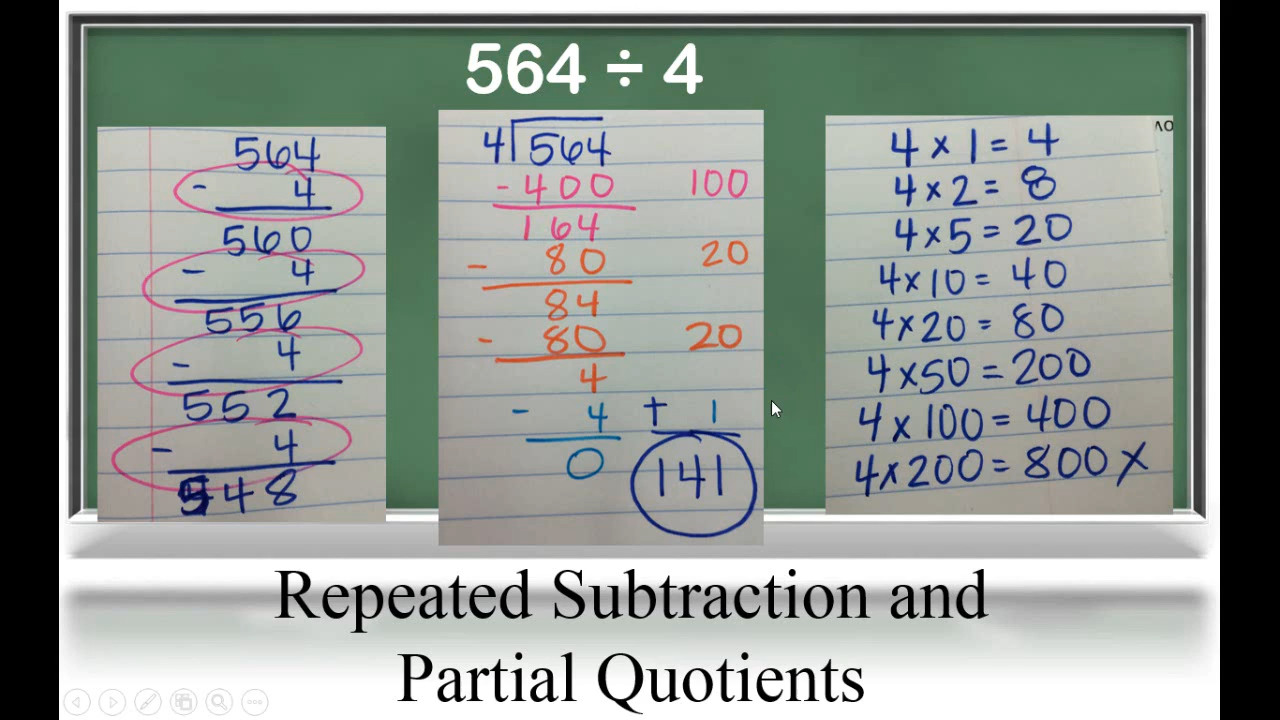 564 ÷ 4
564
- 4
560
- 4
556
- 4
552
- 4
548
4 564
- 400 100
164
- 80 20
84
- 80 20
4
- 4 + 1
0 141
4 × 1 = 4
4 × 2 = 8
4 × 5 = 20
4 × 10 = 40
4 × 20 = 80
4 × 50 = 200
4 × 100 = 400
4 × 200 = 800 X
Repeated Subtraction and
Partial Quotients